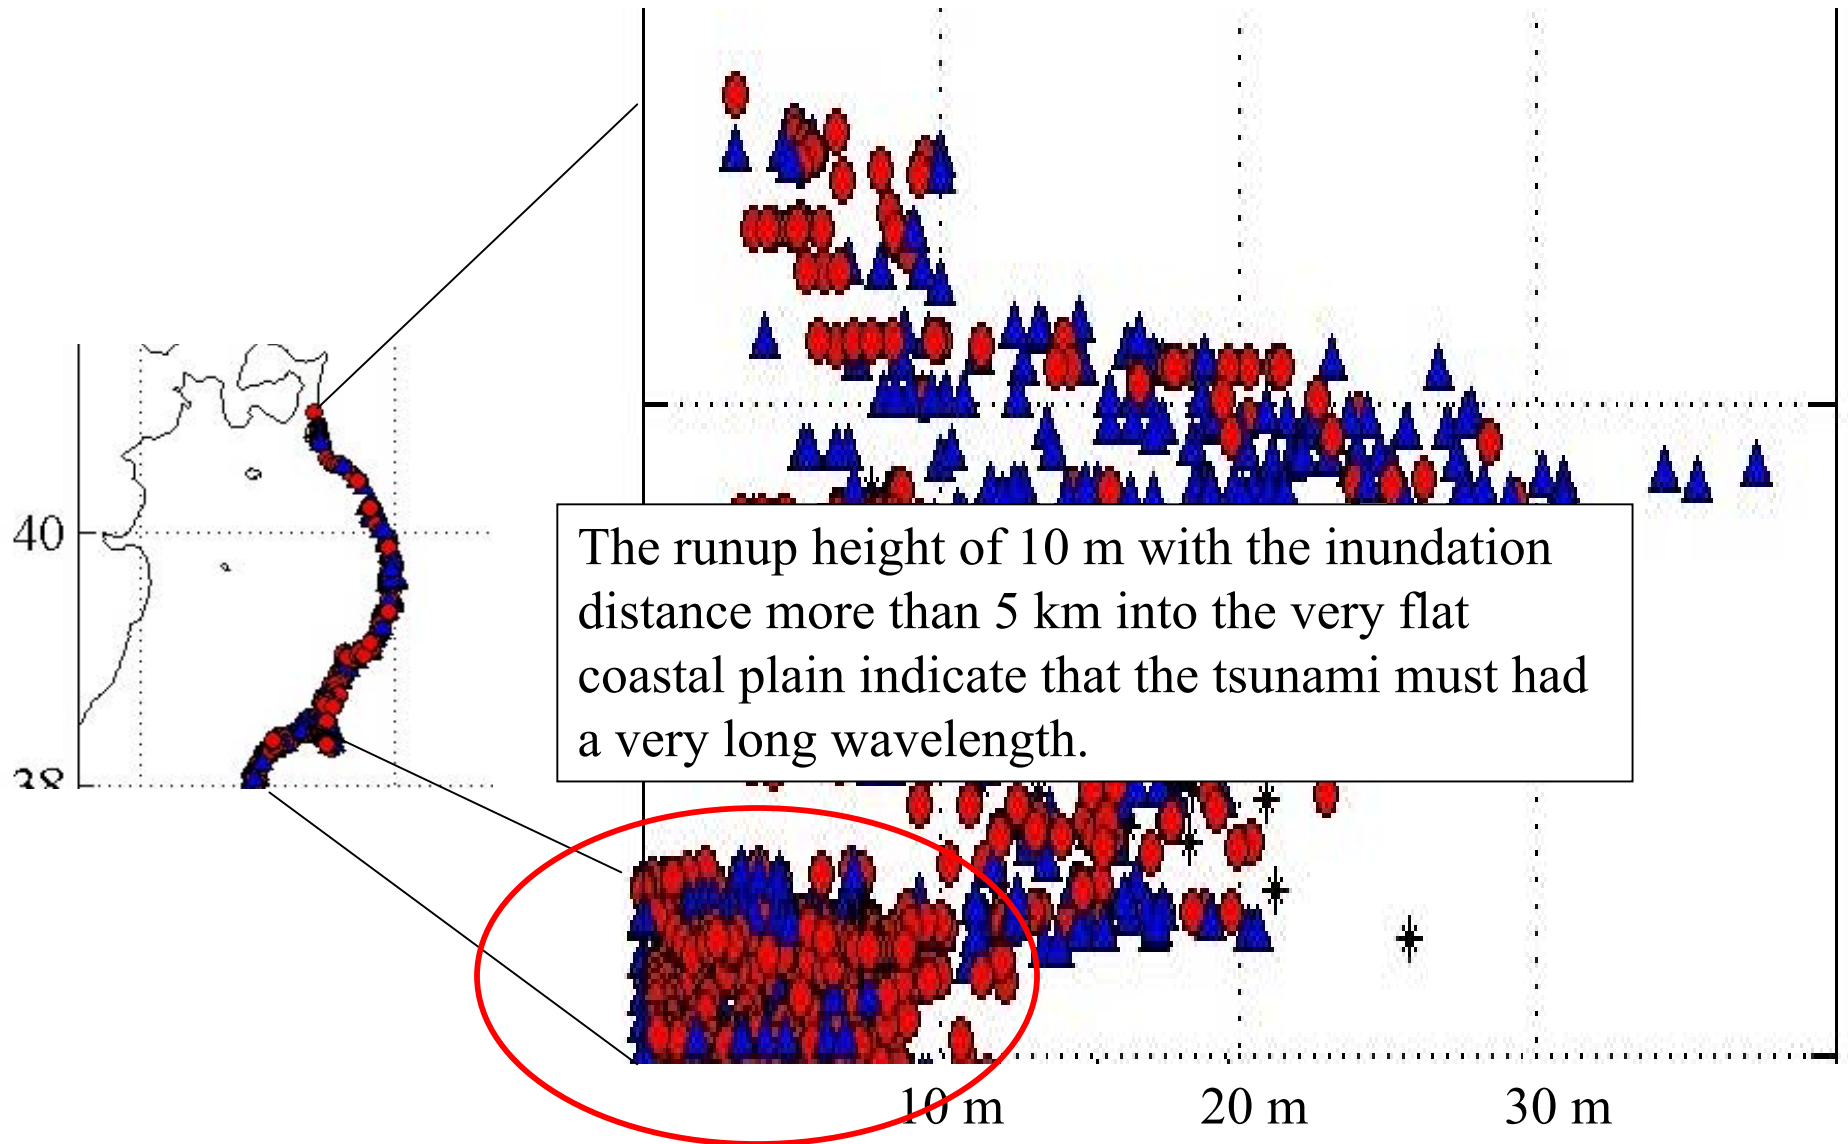 40
38
The runup height of 10 m with the inundation
distance more than 5 km into the very flat
coastal plain indicate that the tsunami must had
a very long wavelength.
10 m
20 m
30 m